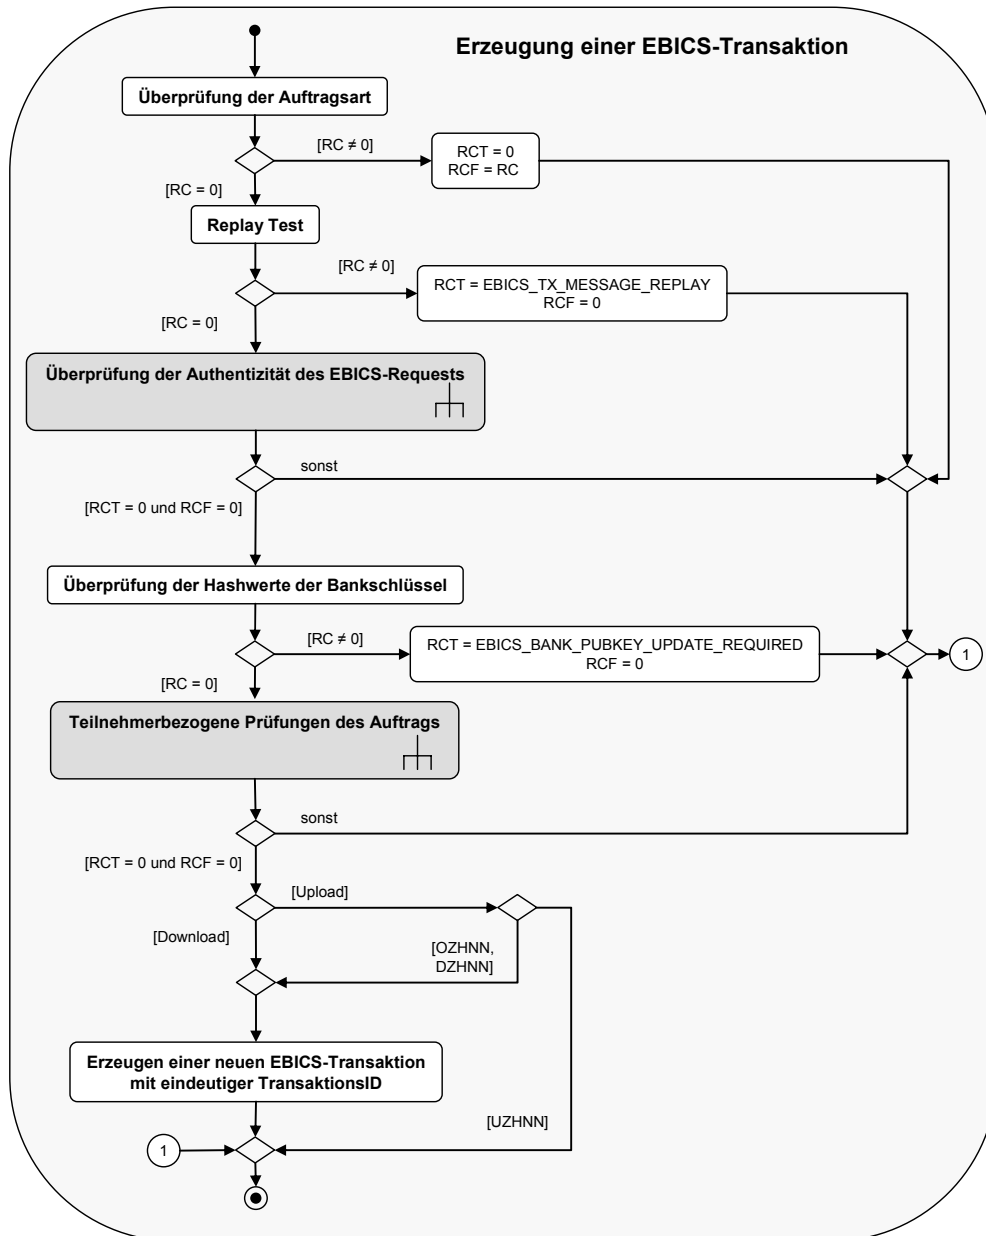 Erzeugung einer EBICS-Transaktion
Überprüfung der Auftragsart
[RC ≠ 0]
RCT = 0
RCF = RC
[RC = 0]
Replay Test
[RC ≠ 0]
RCT = EBICS_TX_MESSAGE_REPLAY
RCF = 0
[RC = 0]
Überprüfung der Authentizität des EBICS-Requests
sonst
[RCT = 0 und RCF = 0]
Überprüfung der Hashwerte der Bankschlüssel
[RC ≠ 0]
RCT = EBICS_BANK_PUBKEY_UPDATE_REQUIRED
RCF = 0
1
[RC = 0]
Teilnehmerbezogene Prüfungen des Auftrags
sonst
[RCT = 0 und RCF = 0]
[Upload]
[Download]
[OZHNN,
DZHNN]
Erzeugen einer neuen EBICS-Transaktion
mit eindeutiger TransaktionsID
[UZHNN]
1